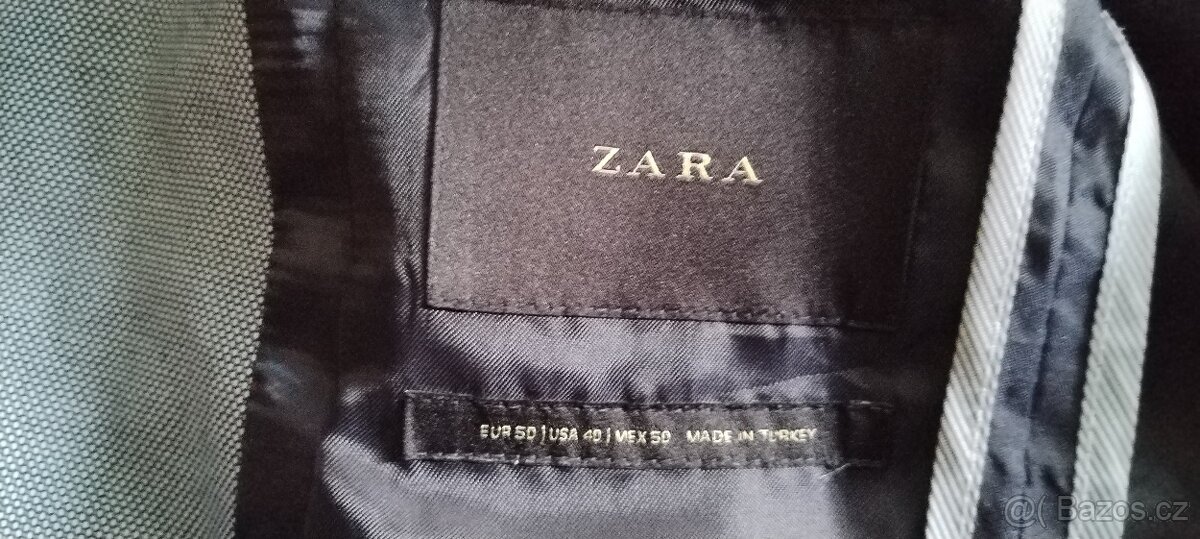 ZARA
EUR 50 | USA 40 | MEX 50 MADE IN TURKEY
@( Bazos.cz